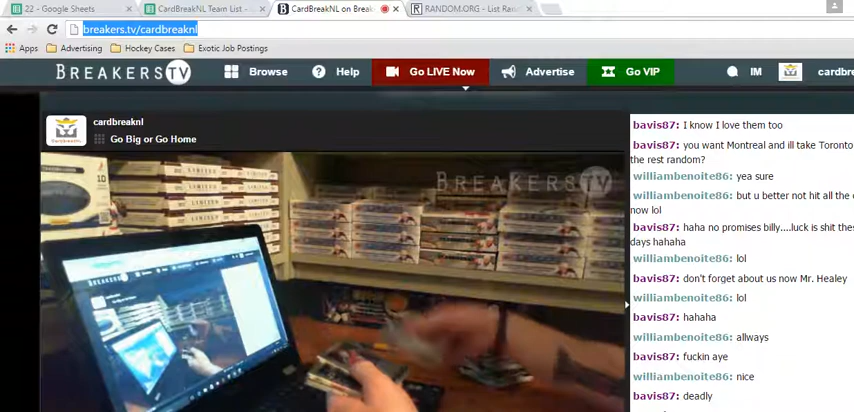 22 - Google Sheets
CardBreakNL Team List -
CardBreakNL on Break
RANDOM.ORG - List Ran
breakers.tv/cardbreaknl
Apps Advertising Hockey Cases Exotic Job Postings
BREAKERS TV Browse Help Go LIVE Now Advertise Go VIP IM cardbre
cardbreaknl
Go Big or Go Home
BREAKERS TV
LIMITED
bavis87: I know I love them too
bavis87: you want Montreal and ill take Toronto
the rest random?
williambenoite86: yea sure
williambenoite86: but u better not hit all the
now lol
bavis87: haha no promises billy....luck is shit thes
days hahaha
williambenoite86: lol
bavis87: don't forget about us now Mr. Healey
williambenoite86: lol
bavis87: hahaha
williambenoite86: allways
bavis87: fuckin aye
williambenoite86: nice
bavis87: deadly